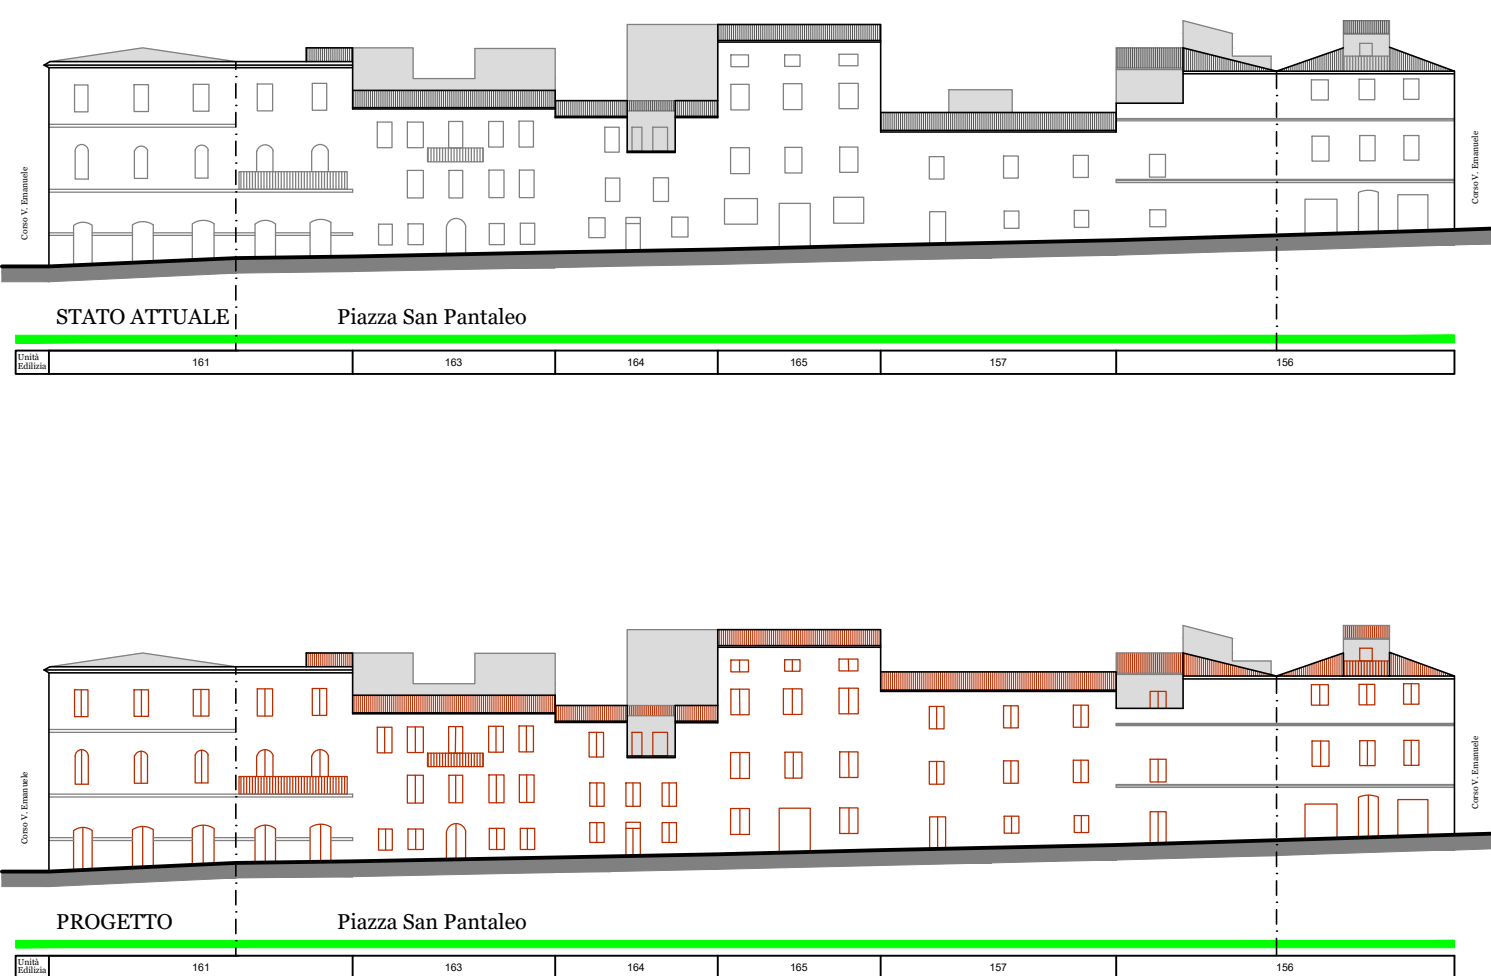 Corso V. Emanuele
Corso V. Emanuele
STATO ATTUALE
Piazza San Pantaleo
Unità
Edilizia
161
163
164
165
157
156
Corso V. Emanuele
Corso V. Emanuele
PROGETTO
Piazza San Pantaleo
Unità
Edilizia
161
163
164
165
157
156